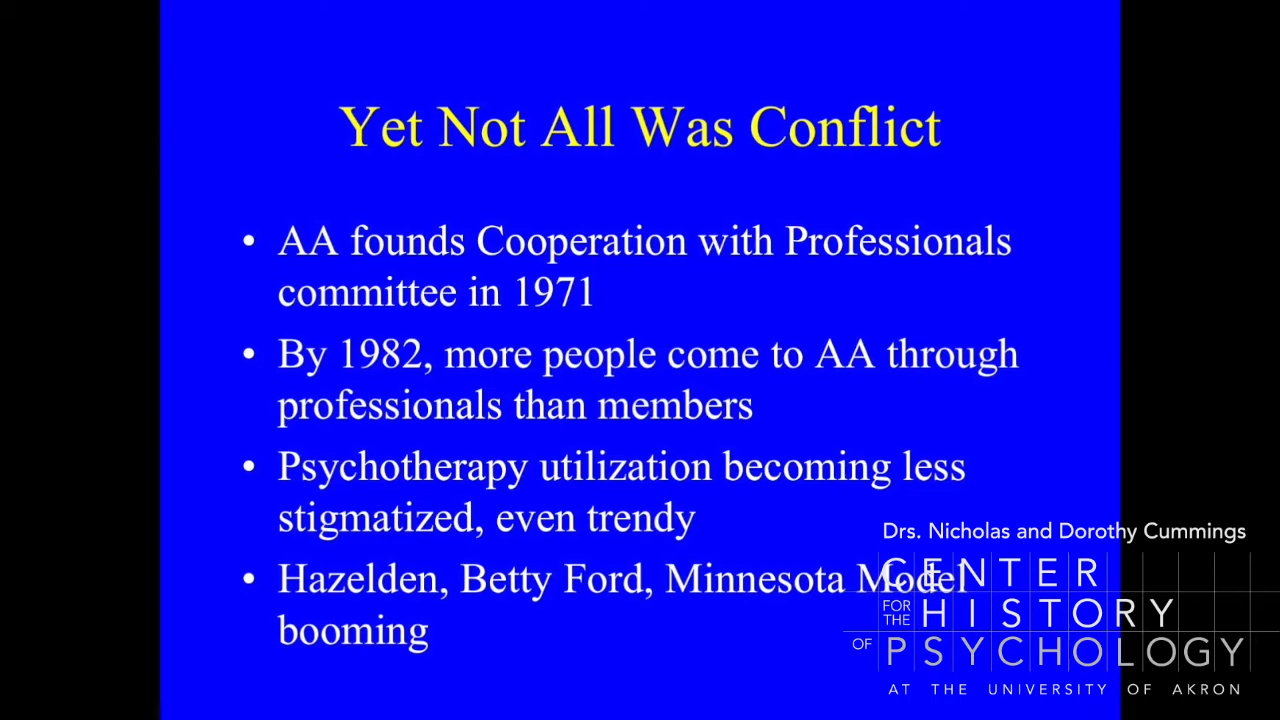 Yet Not All Was Conflict
• AA founds Cooperation with Professionals
committee in 1971
• By 1982, more people come to AA through
professionals than members
• Psychotherapy utilization becoming less
stigmatized, even trendy
• Hazelden, Betty Ford, Minnesota Model
booming
Drs. Nicholas and Dorothy Cummings
CENTER
FOR THE HISTORY
OF PSYCHOLOGY
AT THE UNIVERSITY OF AKRON